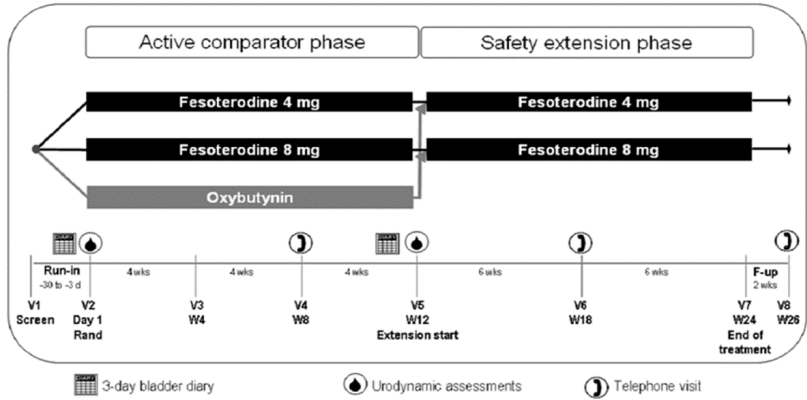 Active comparator phase
Safety extension phase
Fesoterodine 4 mg
Fesoterodine 4 mg
Fesoterodine 8 mg
Fesoterodine 8 mg
Oxybutynin
DIARY
DIARY
Run-in
-30 to -3 d
4 wks
4 wks
4 wks
6 wks
6 wks
F-up
2 wks
V1
Screen
V2
Day 1
Rand
V3
W4
V4
W8
V5
W12
Extension start
V6
W18
V7
W24
End of
treatment
V8
W26
DIARY
3-day bladder diary
Urodynamic assessments
Telephone visit